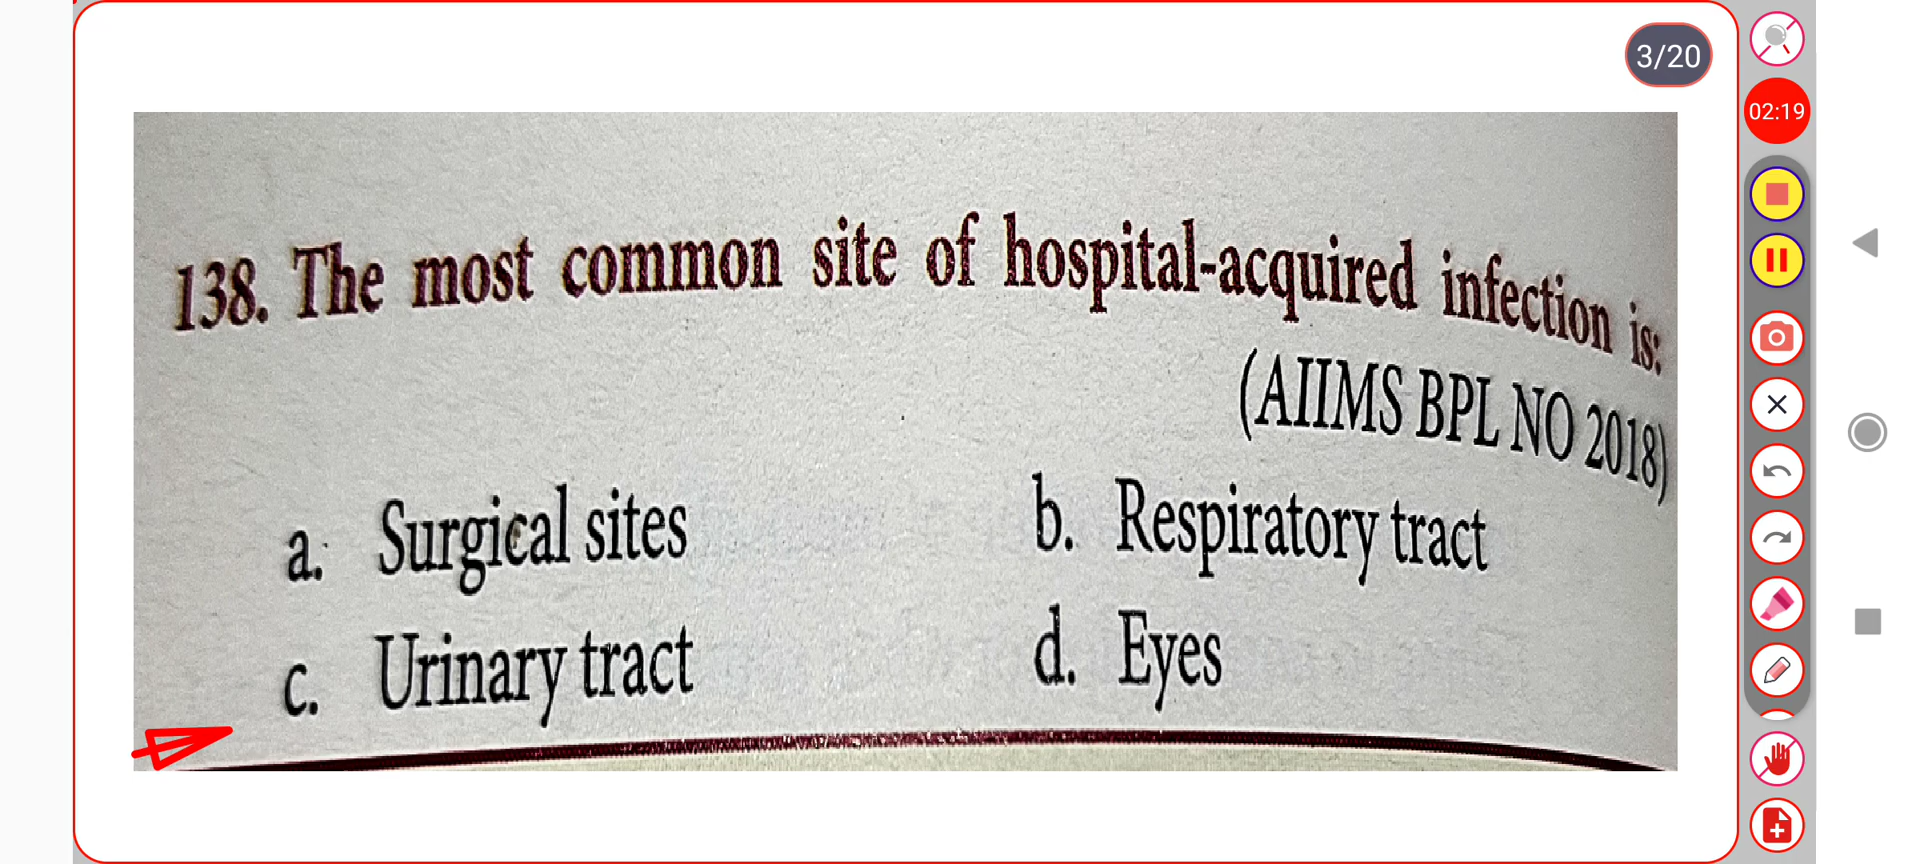 3/20
02:19
138. The most common site of hospital-acquired infection is:
(AIIMS BPL NO 2018)
a. Surgical sites
b. Respiratory tract
c. Urinary tract
d. Eyes